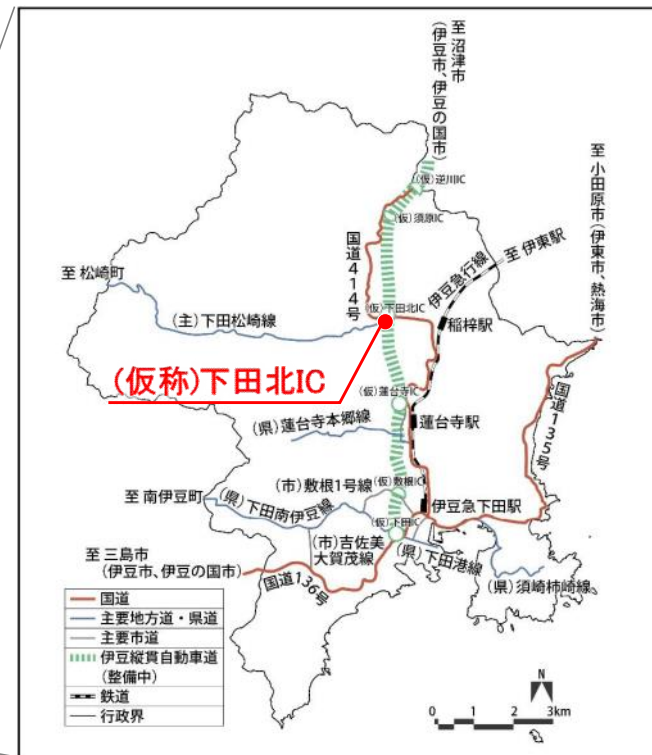 至 沼津市
(伊豆市、伊豆の国市)
至 小田原市(伊東市、熱海市)
(仮)逆川IC
(仮)須原IC
国道414号
伊豆急行線
至 伊東駅
至 松崎町
(主)下田松崎線
(仮)下田北IC
稲梓駅
(仮称)下田北IC
(仮)蓮台寺IC
蓮台寺駅
(県)蓮台寺本郷線
国道135号
(市)敷根1号線
(仮)敷根IC
至 南伊豆町
(県)下田南伊豆線
伊豆急下田駅
(仮)下田IC
(市)吉佐美
大賀茂線
(県)下田港線
至 三島市
(伊豆市、伊豆の国市)
国道136号
(県)須崎柿崎線
国道
主要地方道・県道
主要市道
伊豆縦貫自動車道
(整備中)
鉄道
行政界
N
0 1 2 3km